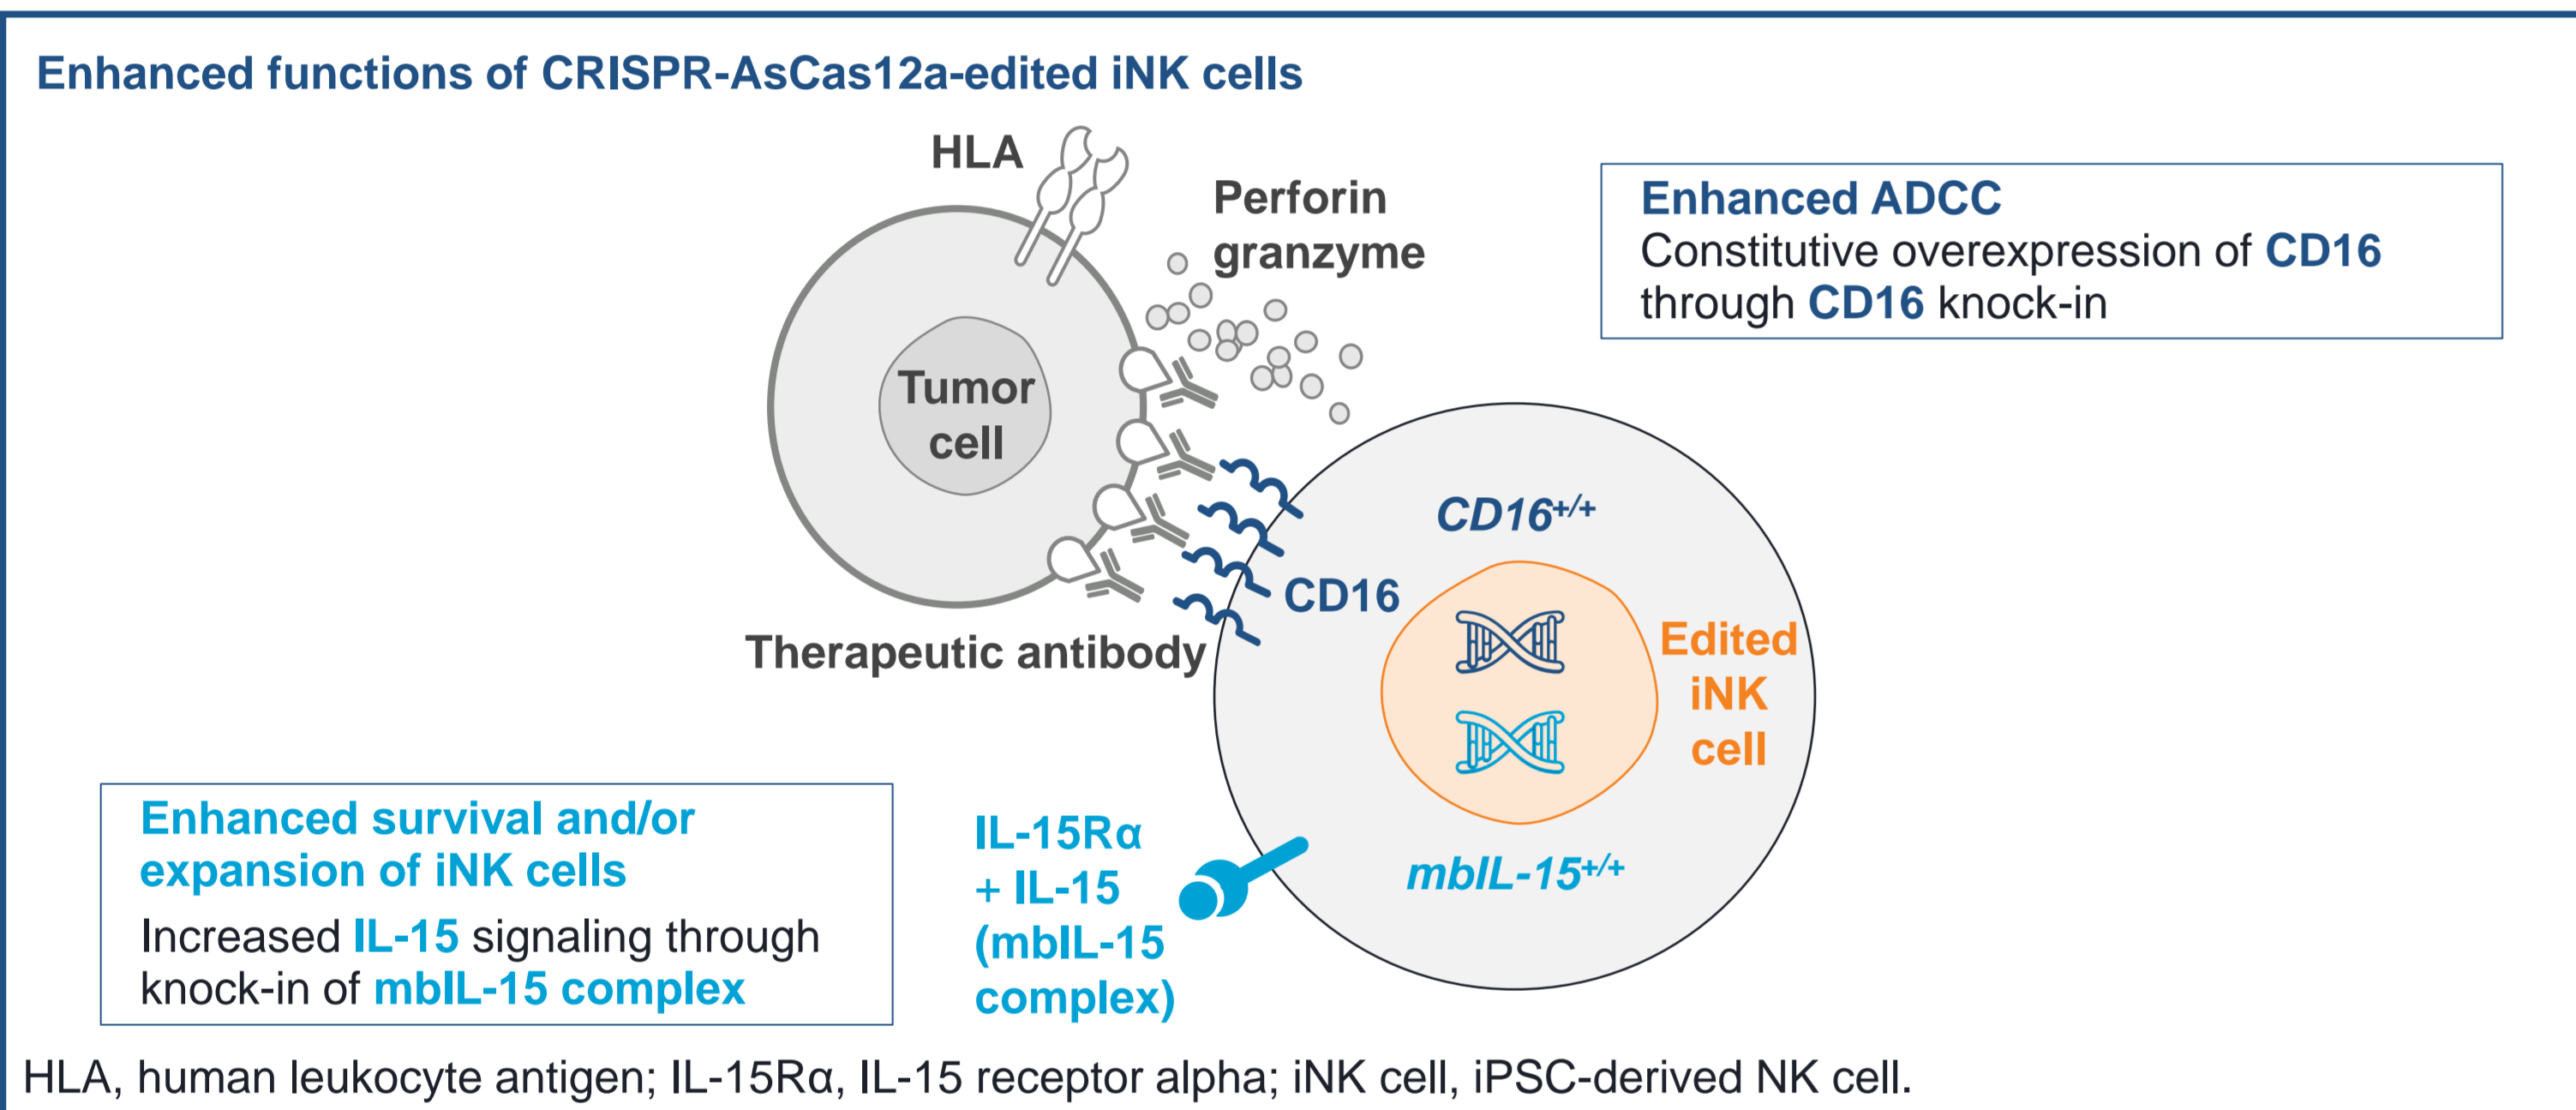 Enhanced functions of CRISPR-AsCas12a-edited iNK cells
HLA
Perforin
granzyme
Enhanced ADCC
Constitutive overexpression of CD16
through CD16 knock-in
Tumor
cell
CD16+/+
CD16
Therapeutic antibody
Edited
iNK
cell
Enhanced survival and/or
expansion of iNK cells
Increased IL-15 signaling through
knock-in of mbIL-15 complex
IL-15Rα
+ IL-15
(mbIL-15
complex)
mbIL-15+/+
HLA, human leukocyte antigen; IL-15Rα, IL-15 receptor alpha; iNK cell, iPSC-derived NK cell.